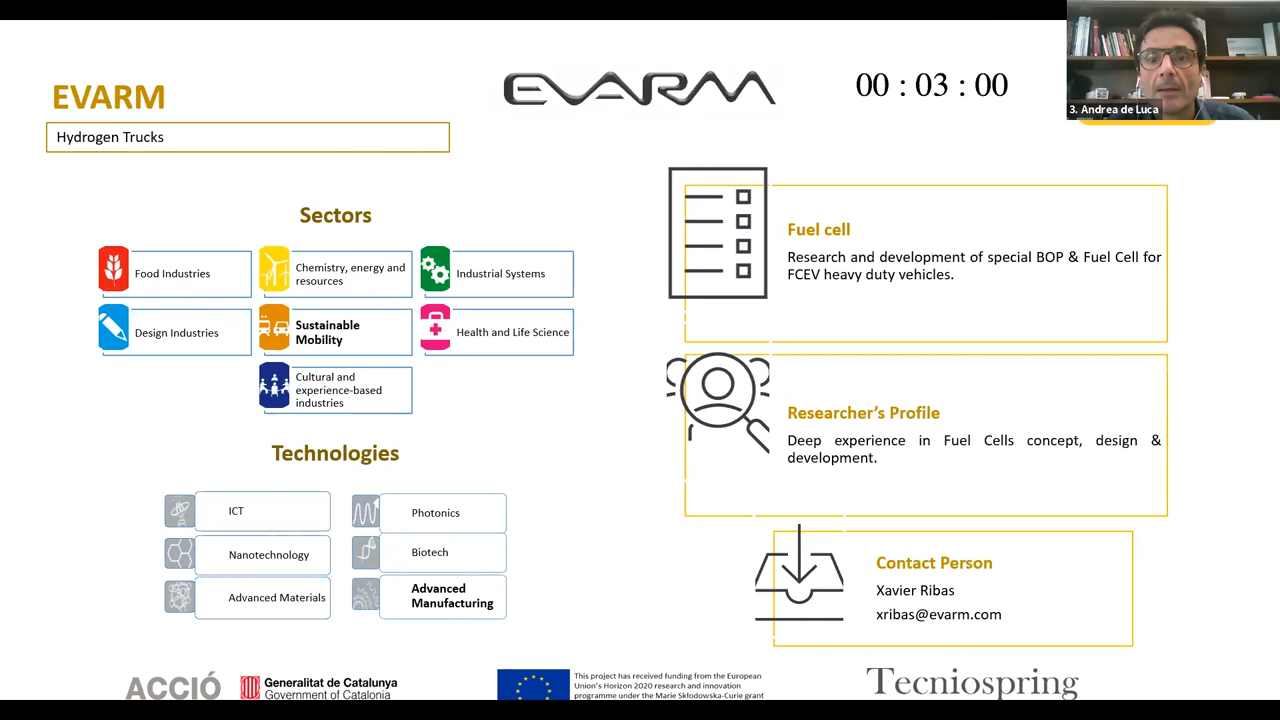 EVARM
EVARM
00 : 03 : 00
3. Andrea de Luca
Hydrogen Trucks
Sectors
Food Industries
Chemistry, energy and
resources
Industrial Systems
Design Industries
Sustainable
Mobility
Health and Life Science
Cultural and
experience-based
industries
Technologies
ICT
Photonics
Nanotechnology
Biotech
Advanced Materials
Advanced
Manufacturing
Fuel cell
Research and development of special BOP & Fuel Cell for
FCEV heavy duty vehicles.
Researcher's Profile
Deep experience in Fuel Cells concept, design &
development.
Contact Person
Xavier Ribas
xribas@evarm.com
ACCIÓ
Generalitat de Catalunya
Government of Catalonia
This project has received funding from the European
Union's Horizon 2020 research and innovation
programme under the Marie Skłodowska-Curie grant
Tecniospring